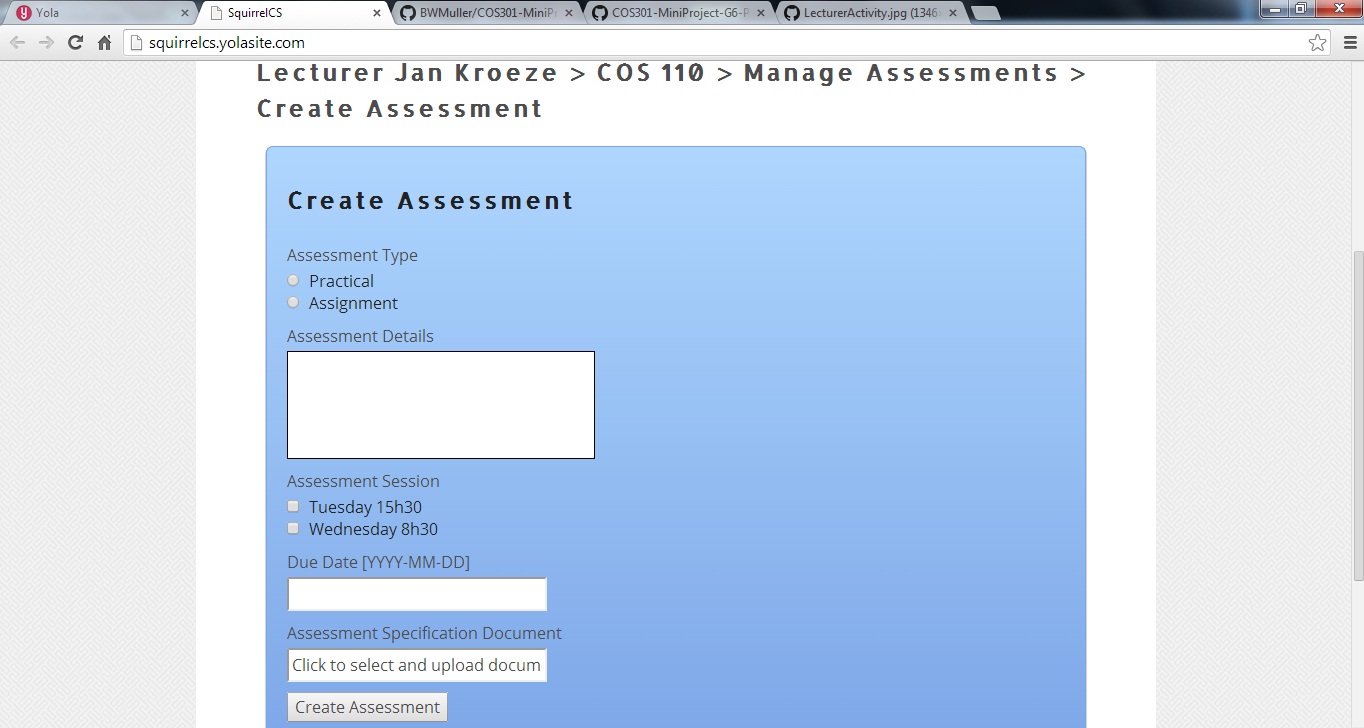 Yola
SquirrelCS
BWMuller/COS301-MiniPr
COS301-MiniProject-G6-P
LecturerActivity.jpg (1346
squirrelcs.yolasite.com
Lecturer Jan Kroeze > COS 110 > Manage Assessments >
Create Assessment
Create Assessment
Assessment Type
Practical
Assignment
Assessment Details
Assessment Session
Tuesday 15h30
Wednesday 8h30
Due Date [YYYY-MM-DD]
Assessment Specification Document
Click to select and upload docum
Create Assessment